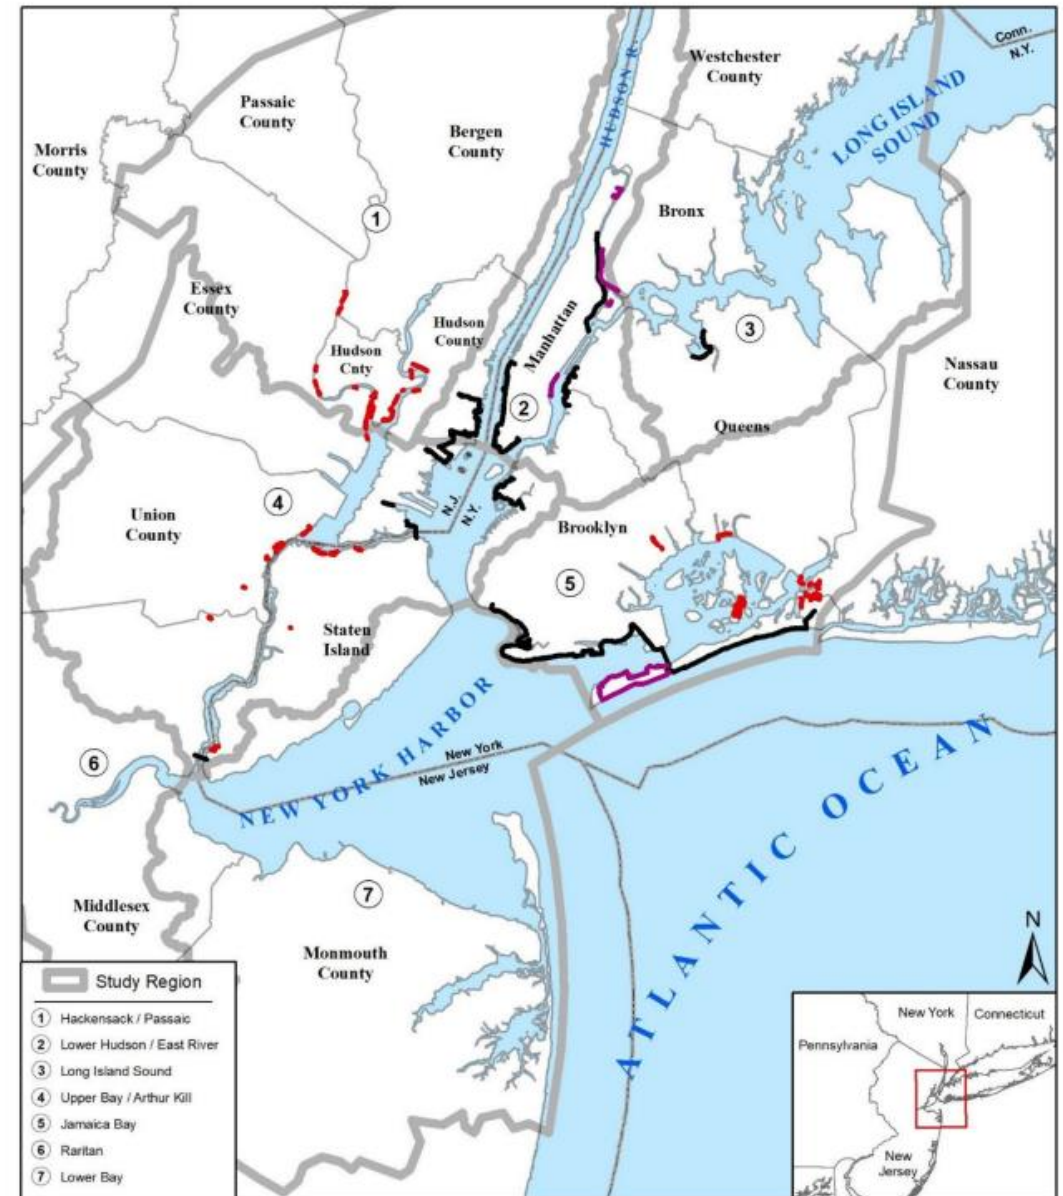 Conn.
N.Y.
Westchester
County
HUDSON R.
LONG ISLAND
SOUND
Passaic
County
Bergen
County
Morris
County
1
Bronx
Essex
County
Hudson
County
Manhattan
3
Hudson
Cnty
Nassau
County
2
Queens
4
N.J.
N.Y.
Union
County
Brooklyn
5
Staten
Island
NEW YORK HARBOR
New York
New Jersey
6
ATLANTIC OCEAN
7
Middlesex
County
Monmouth
County
N
Study Region
1 Hackensack / Passaic
2 Lower Hudson / East River
3 Long Island Sound
4 Upper Bay / Arthur Kill
5 Jamaica Bay
6 Raritan
7 Lower Bay
New York
Connecticut
Pennsylvania
New
Jersey